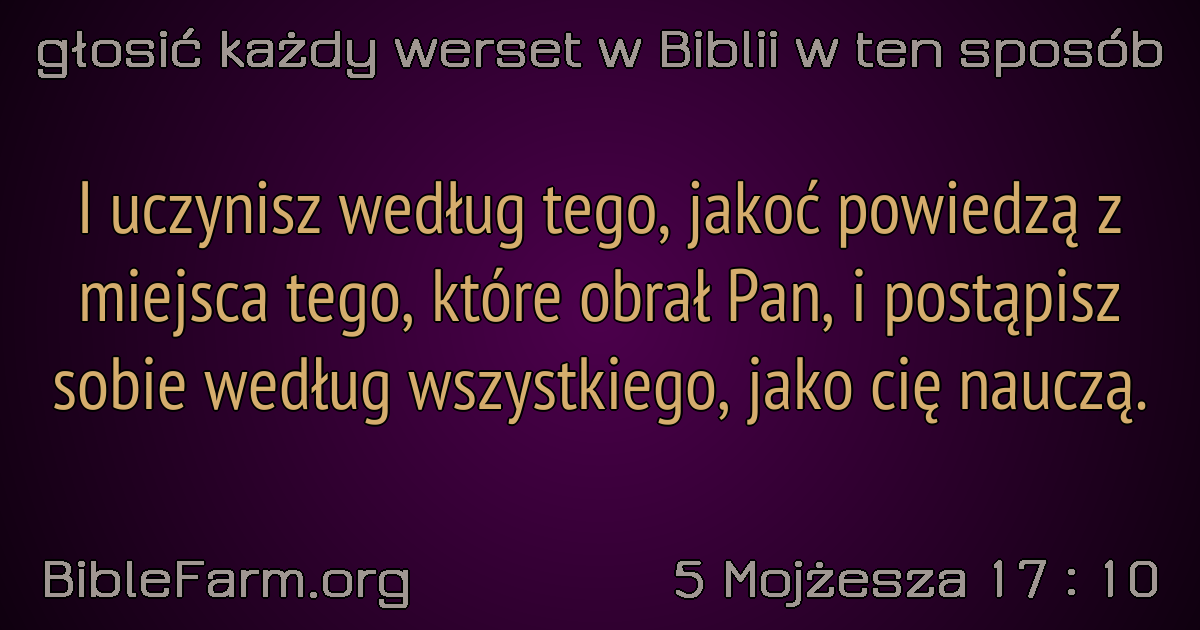 głosić każdy werset w Biblii w ten sposób
I uczynisz według tego, jakoć powiedzą z
miejsca tego, które obrał Pan, i postąpisz
sobie według wszystkiego, jako cię nauczą.
BibleFarm.org
5 Mojżesza 17 : 10